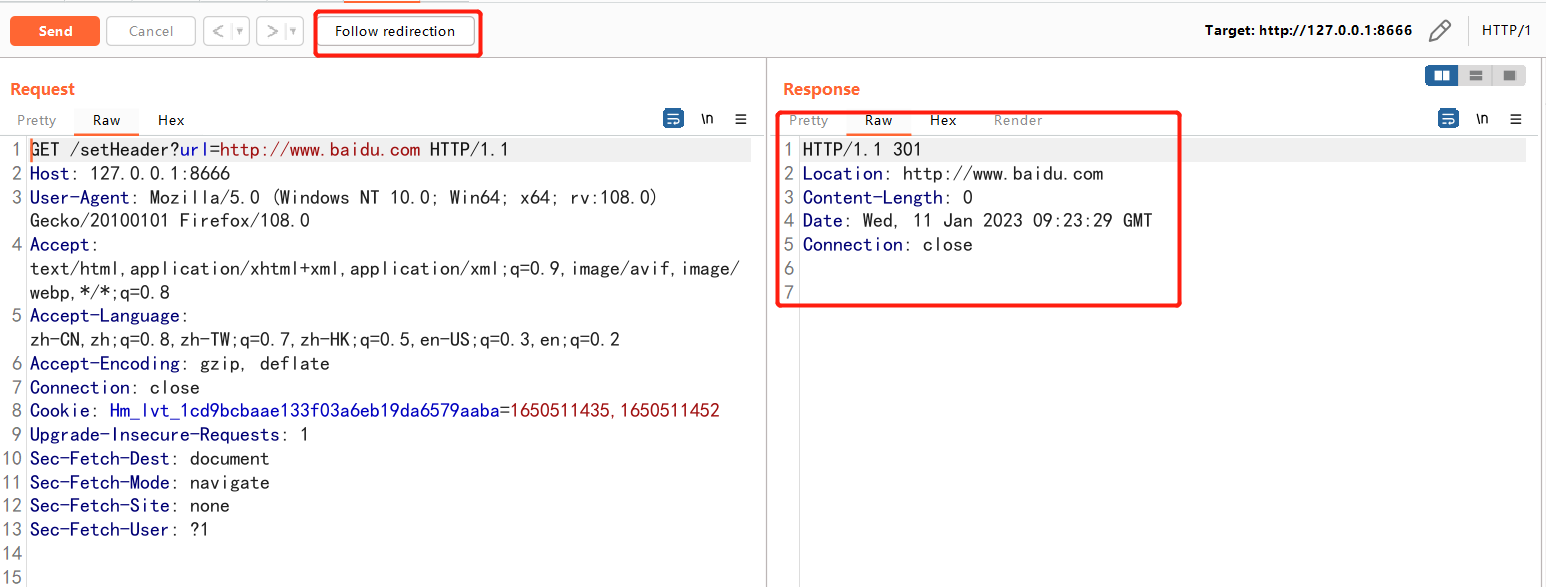 Send Cancel < > Follow redirection Target: http://127.0.0.1:8666 HTTP/1
Request
Pretty Raw Hex \n
1 GET /setHeader?url=http://www.baidu.com HTTP/1.1
2 Host: 127.0.0.1:8666
3 User-Agent: Mozilla/5.0 (Windows NT 10.0; Win64; x64; rv:108.0)
Gecko/20100101 Firefox/108.0
4 Accept:
text/html,application/xhtml+xml,application/xml;q=0.9,image/avif,image/
webp,*/*;q=0.8
5 Accept-Language:
zh-CN,zh;q=0.8,zh-TW;q=0.7,zh-HK;q=0.5,en-US;q=0.3,en;q=0.2
6 Accept-Encoding: gzip, deflate
7 Connection: close
8 Cookie: Hm_lvt_1cd9bcbaae133f03a6eb19da6579aaba=1650511435,1650511452
9 Upgrade-Insecure-Requests: 1
10 Sec-Fetch-Dest: document
11 Sec-Fetch-Mode: navigate
12 Sec-Fetch-Site: none
13 Sec-Fetch-User: ?1
14
15
Response
Pretty Raw Hex Render \n
1 HTTP/1.1 301
2 Location: http://www.baidu.com
3 Content-Length: 0
4 Date: Wed, 11 Jan 2023 09:23:29 GMT
5 Connection: close
6
7